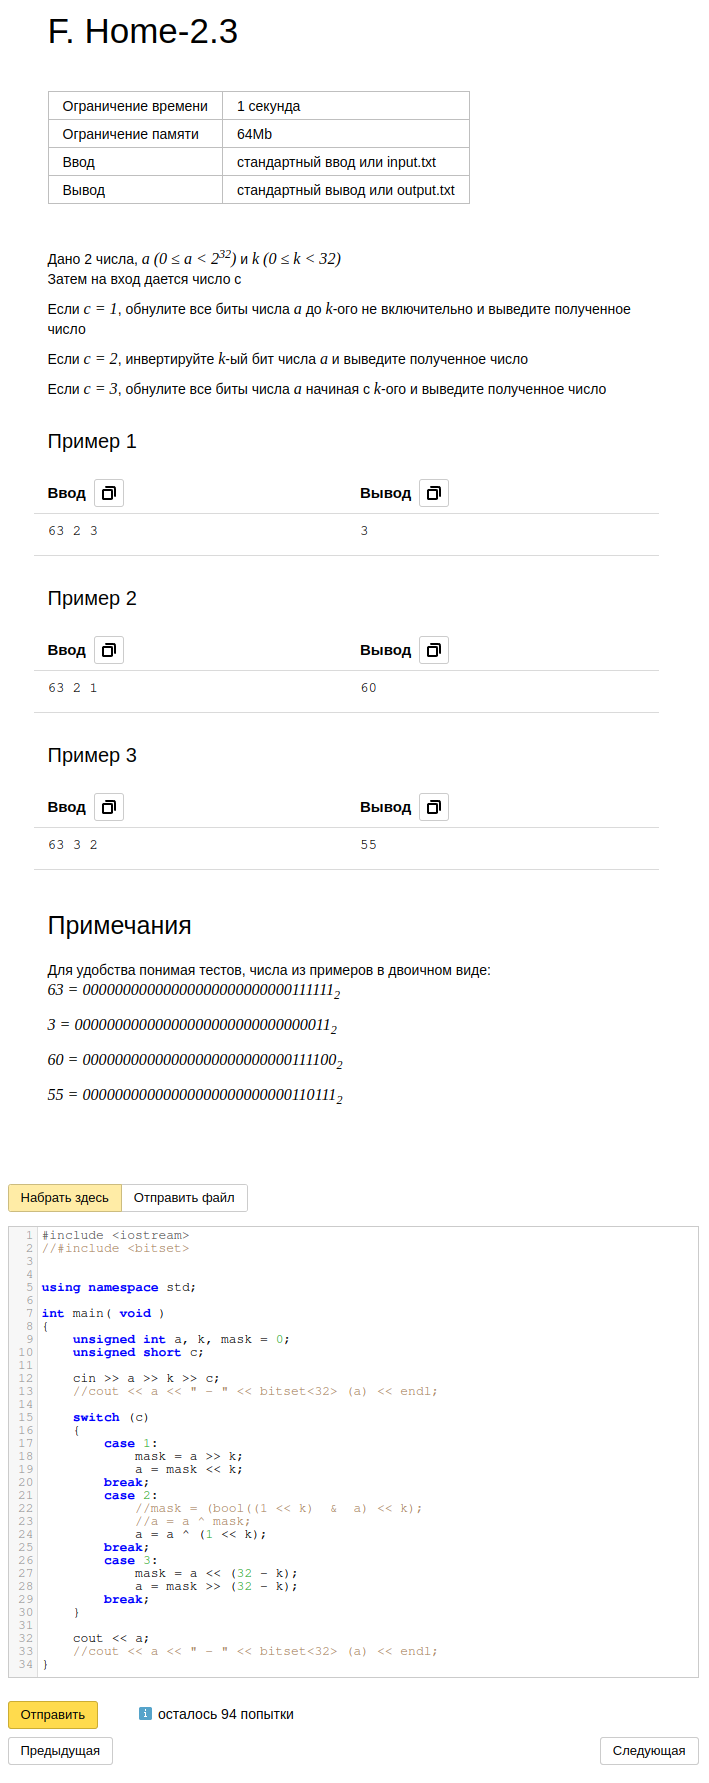 F. Home-2.3
Ограничение времени 1 секунда
Ограничение памяти 64Mb
Ввод стандартный ввод или input.txt
Вывод стандартный вывод или output.txt
Дано 2 числа, a (0 ≤ a < 2^32) и k (0 ≤ k < 32)
Затем на вход дается число c
Если c = 1, обнулите все биты числа a до k-ого не включительно и выведите полученное
число
Если c = 2, инвертируйте k-ый бит числа a и выведите полученное число
Если c = 3, обнулите все биты числа a начиная с k-ого и выведите полученное число
Пример 1
Ввод Вывод
63 2 3 3
Пример 2
Ввод Вывод
63 2 1 60
Пример 3
Ввод Вывод
63 3 2 55
Примечания
Для удобства понимая тестов, числа из примеров в двоичном виде:
63 = 00000000000000000000000000111111₂
3 = 00000000000000000000000000000011₂
60 = 00000000000000000000000000111100₂
55 = 00000000000000000000000000110111₂
Набрать здесь Отправить файл
1 #include <iostream>
2 //#include <bitset>
3
4
5 using namespace std;
6
7 int main( void )
8 {
9     unsigned int a, k, mask = 0;
10     unsigned short c;
11
12     cin >> a >> k >> c;
13     //cout << a << " - " << bitset<32> (a) << endl;
14
15     switch (c)
16     {
17         case 1:
18             mask = a >> k;
19             a = mask << k;
20         break;
21         case 2:
22             //mask = (bool((1 << k)  &  a) << k);
23             //a = a ^ mask;
24             a = a ^ (1 << k);
25         break;
26         case 3:
27             mask = a << (32 - k);
28             a = mask >> (32 - k);
29         break;
30     }
31
32     cout << a;
33     //cout << a << " - " << bitset<32> (a) << endl;
34 }
Отправить i осталось 94 попытки
Предыдущая Следующая